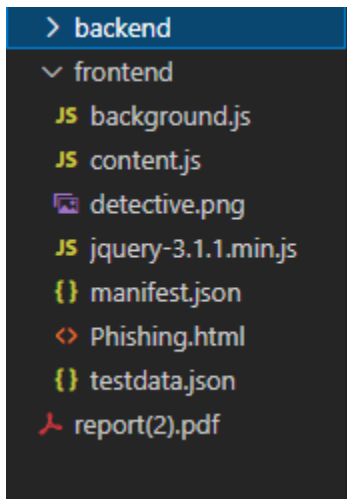 backend
frontend
JS background.js
JS content.js
detective.png
JS jquery-3.1.1.min.js
{} manifest.json
<> Phishing.html
{} testdata.json
report(2).pdf